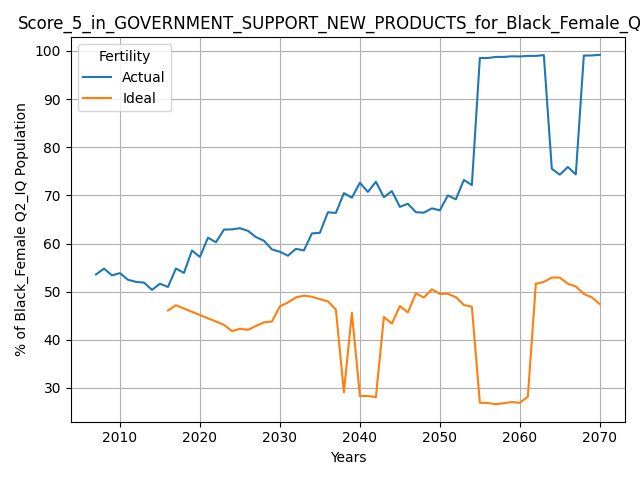 Score_5_in_GOVERNMENT_SUPPORT_NEW_PRODUCTS_for_Black_Female_Q
Fertility
Actual
Ideal
100
90
80
70
60
50
40
30
% of Black_Female Q2_IQ Population
2010 2020 2030 2040 2050 2060 2070
Years